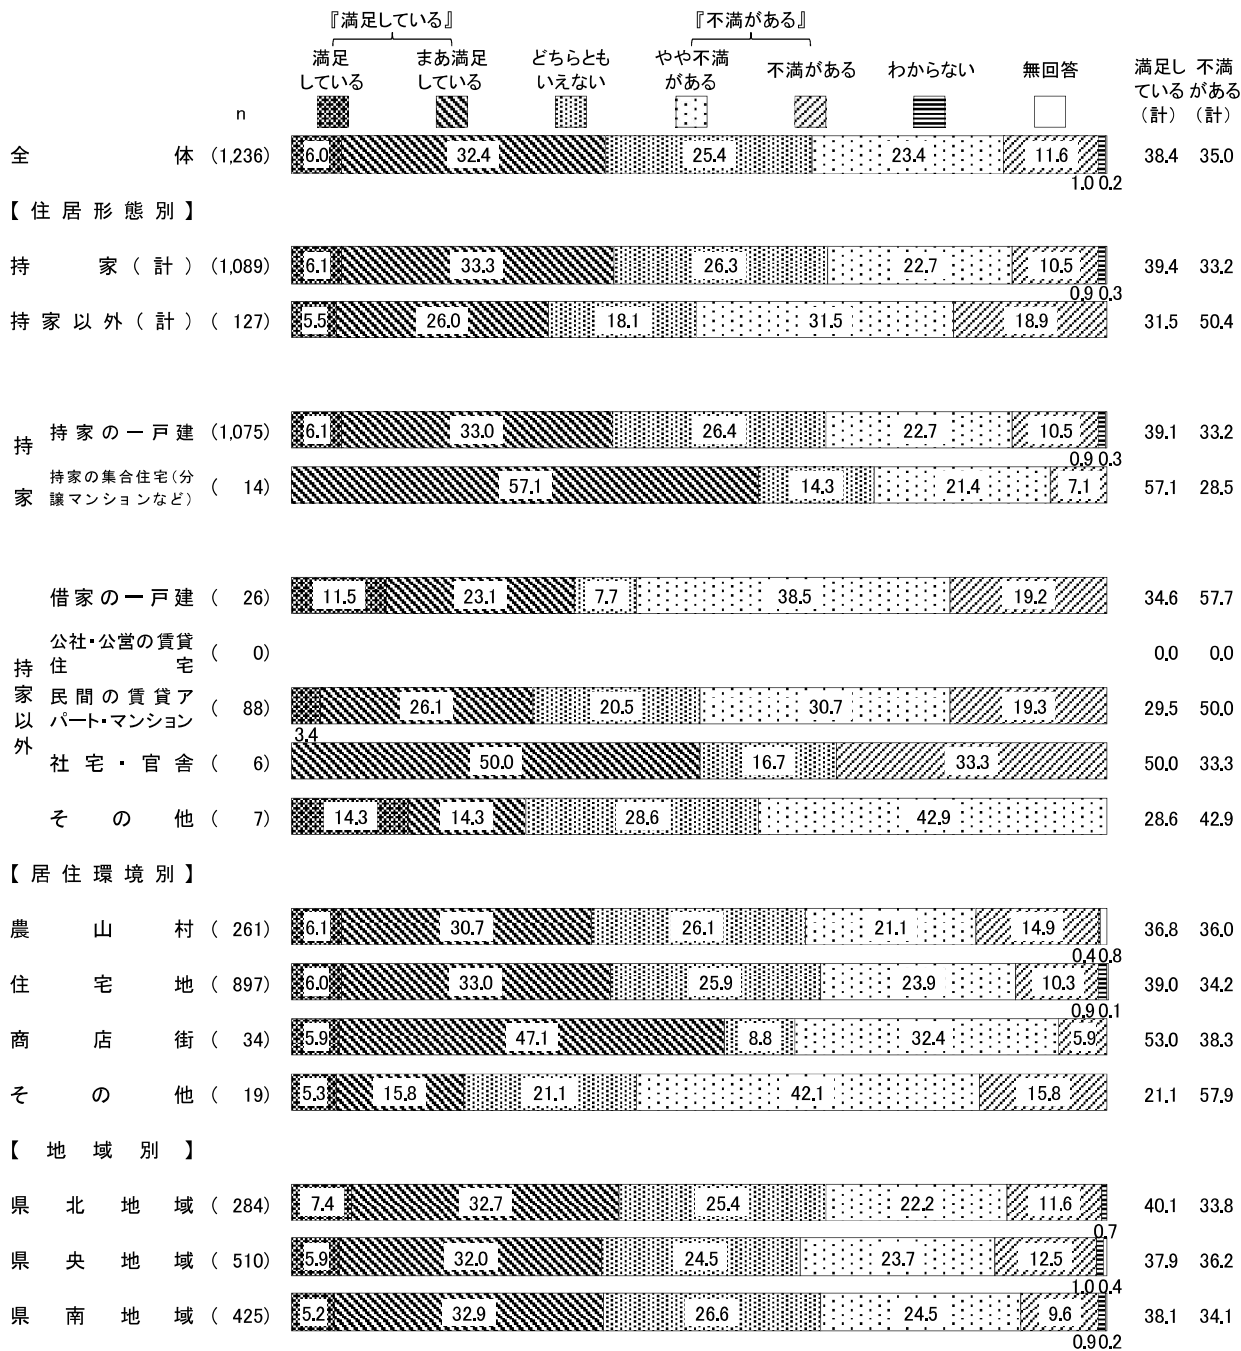 『満足している』 『不満がある』
満足している まあ満足している どちらともいえない やや不満がある 不満がある わからない 無回答 満足している(計) 不満がある(計)
n
全体 (1,236) 6.0 32.4 25.4 23.4 11.6 1.0 0.2 38.4 35.0
【住居形態別】
持家(計) (1,089) 6.1 33.3 26.3 22.7 10.5 0.9 0.3 39.4 33.2
持家以外(計) ( 127) 5.5 26.0 18.1 31.5 18.9 31.5 50.4
持家
持家の一戸建 (1,075) 6.1 33.0 26.4 22.7 10.5 0.9 0.3 39.1 33.2
持家の集合住宅(分譲マンションなど) ( 14) 57.1 14.3 21.4 7.1 57.1 28.5
持家以外
借家の一戸建 ( 26) 11.5 23.1 7.7 38.5 19.2 34.6 57.7
公社・公営の賃貸住宅 ( 0) 0.0 0.0
民間の賃貸アパート・マンション ( 88) 3.4 26.1 20.5 30.7 19.3 29.5 50.0
社宅・官舎 ( 6) 50.0 16.7 33.3 50.0 33.3
その他 ( 7) 14.3 14.3 28.6 42.9 28.6 42.9
【居住環境別】
農山村 ( 261) 6.1 30.7 26.1 21.1 14.9 0.4 0.8 36.8 36.0
住宅地 ( 897) 6.0 33.0 25.9 23.9 10.3 0.9 0.1 39.0 34.2
商店街 ( 34) 5.9 47.1 8.8 32.4 5.9 53.0 38.3
その他 ( 19) 5.3 15.8 21.1 42.1 15.8 21.1 57.9
【地域別】
県北地域 ( 284) 7.4 32.7 25.4 22.2 11.6 0.7 40.1 33.8
県央地域 ( 510) 5.9 32.0 24.5 23.7 12.5 1.0 0.4 37.9 36.2
県南地域 ( 425) 5.2 32.9 26.6 24.5 9.6 0.9 0.2 38.1 34.1